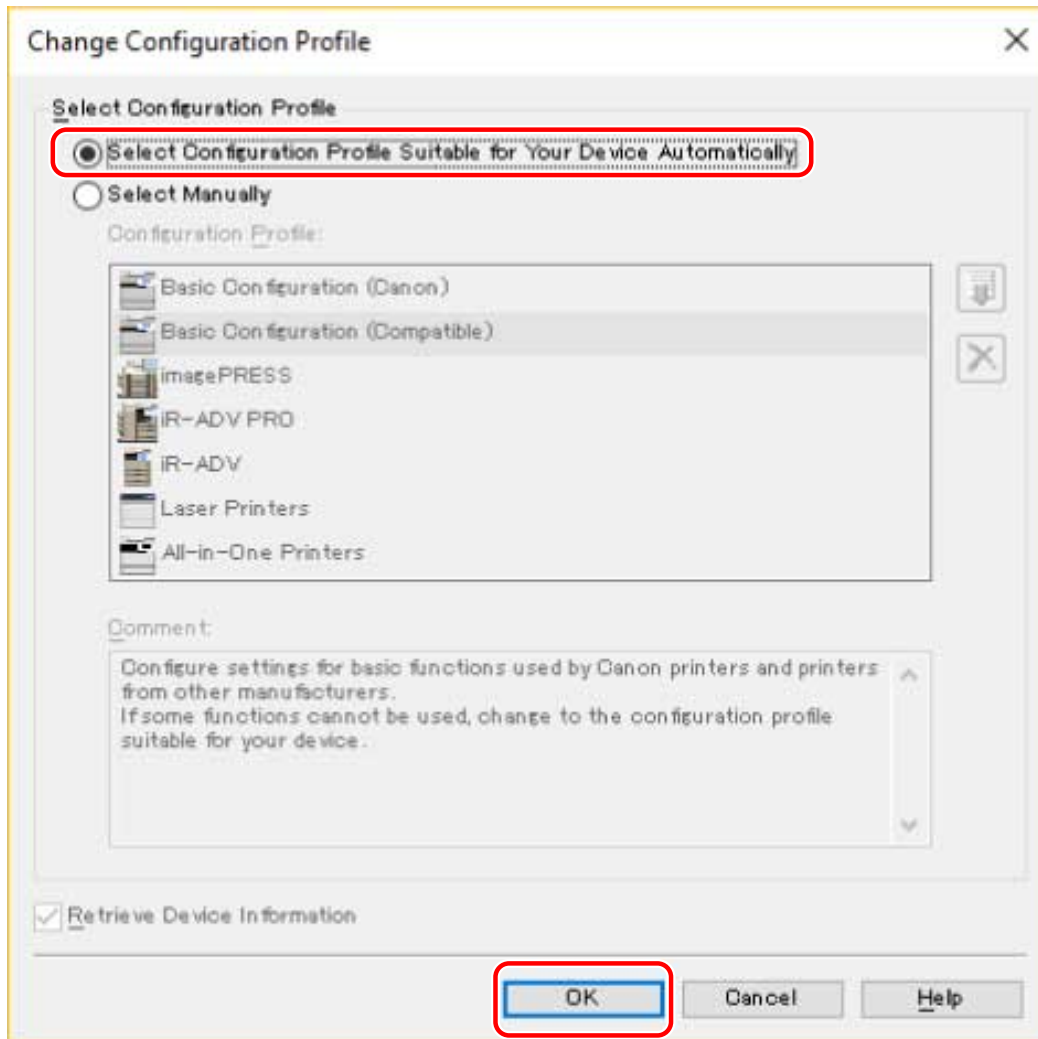 Change Configuration Profile
Select Configuration Profile
Select Configuration Profile Suitable for Your Device Automatically
Select Manually
Configuration Profile:
Basic Configuration (Canon)
Basic Configuration (Compatible)
imagePRESS
iR-ADV PRO
iR-ADV
Laser Printers
All-in-One Printers
Comment:
Configure settings for basic functions used by Canon printers and printers
from other manufacturers.
If some functions cannot be used, change to the configuration profile
suitable for your device.
Retrieve Device Information
OK Cancel Help